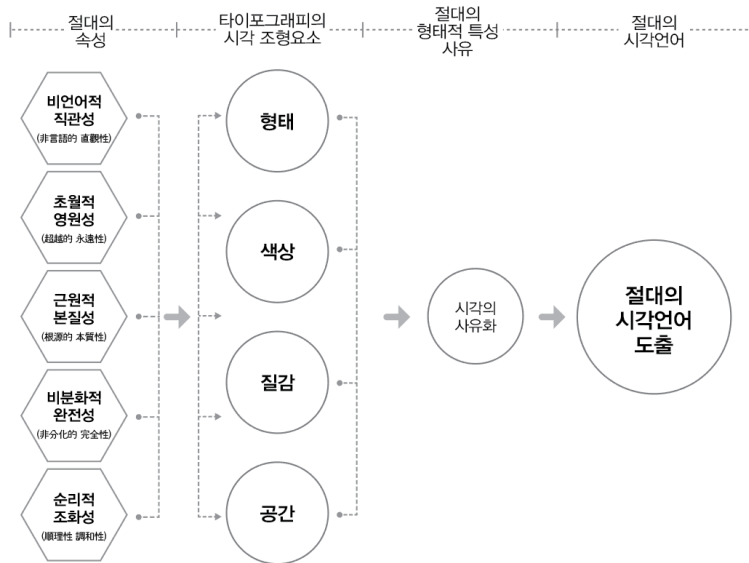 절대의
속성
타이포그래피의
시각 조형요소
절대의
형태적 특성
사유
절대의
시각언어
비언어적
직관성
(非言語的 直觀性)
초월적
영원성
(超越的 永遠性)
근원적
본질성
(根源的 本質性)
비분화적
완전성
(非分化的 完全性)
순리적
조화성
(順理性 調和性)
형태
색상
질감
공간
시각의
사유화
절대의
시각언어
도출